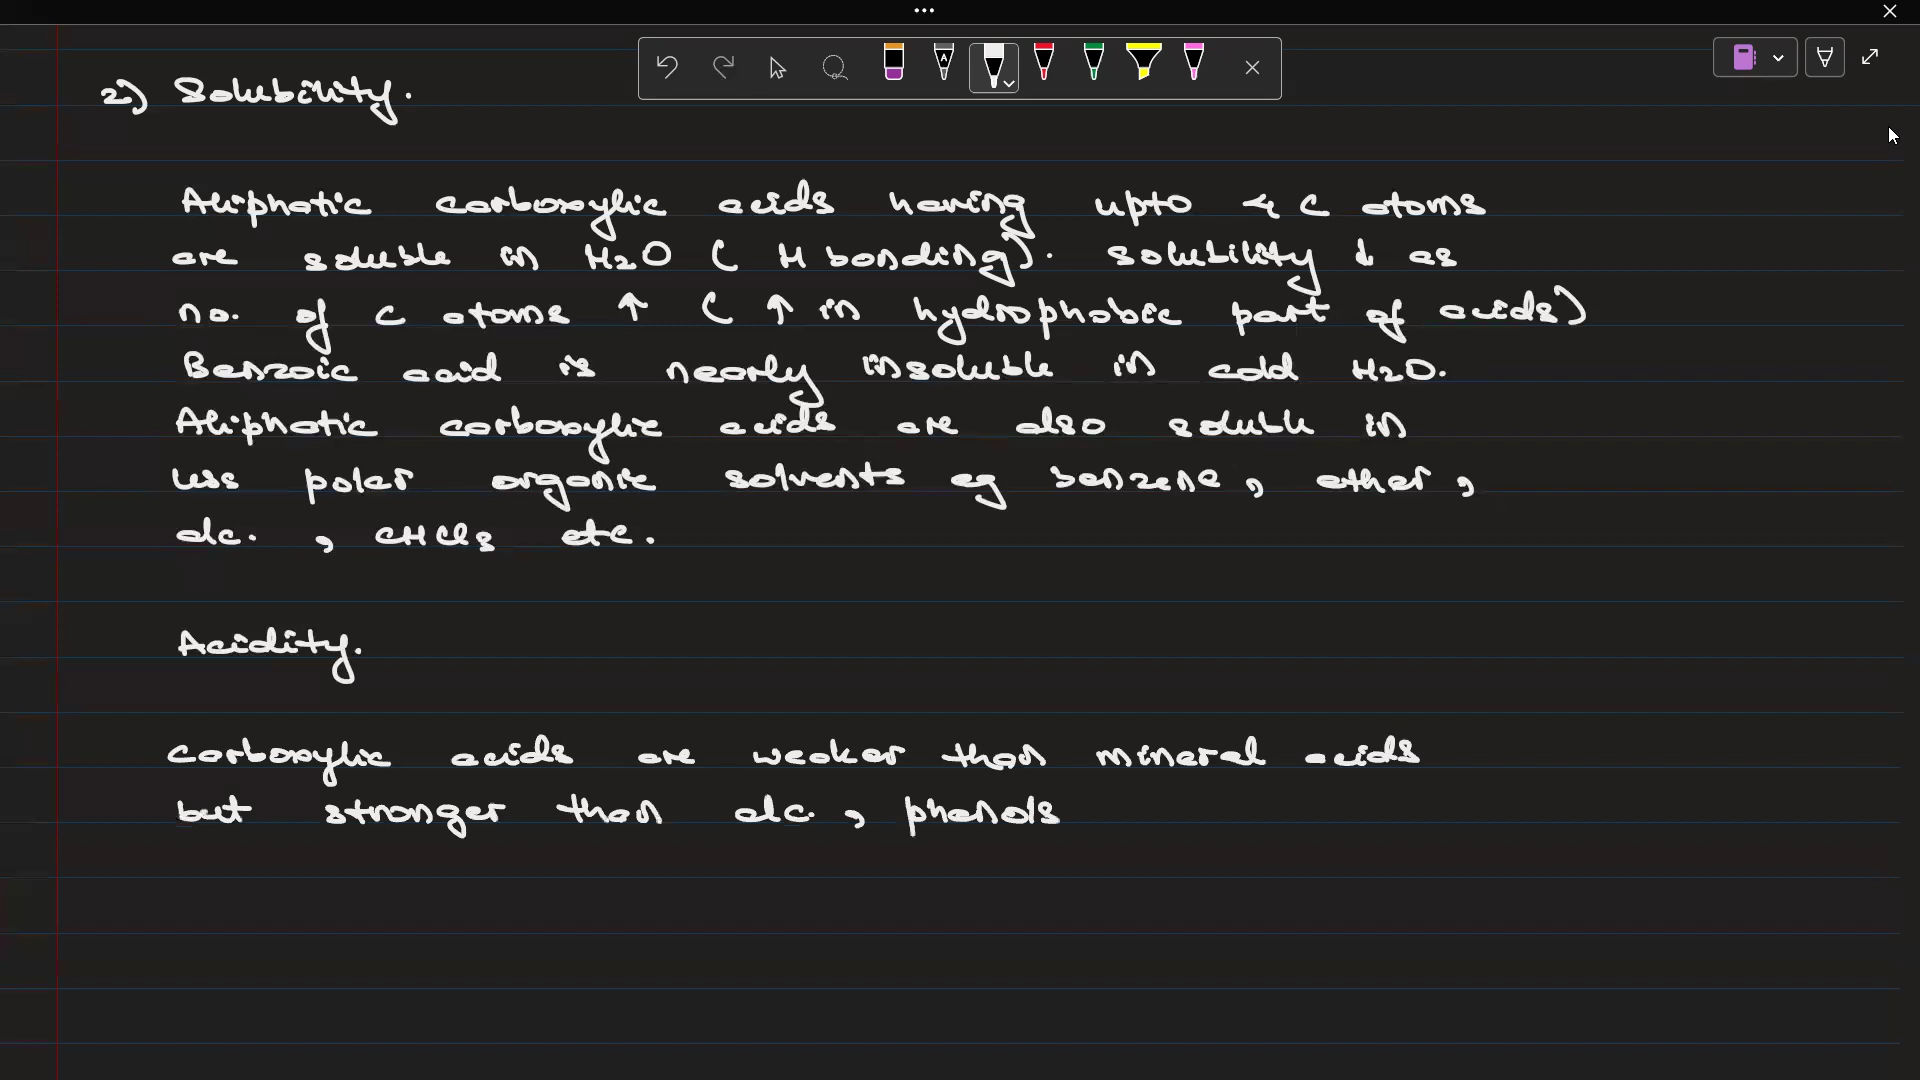 2) Solubility.
Aliphatic carboxylic acids having upto 4 C atoms
are soluble in H2O ( H bonding). Solubility ↓ as
no. of C atoms ↑ ( ↑ in hydrophobic part of acids)
Benzoic acid is nearly insoluble in cold H2O.
Aliphatic carboxylic acids are also soluble in
less polar organic solvents eg benzene, ether,
alc. , CHCl3 etc.
Acidity.
Carboxylic acids are weaker than mineral acids
but stronger than alc. , phenols